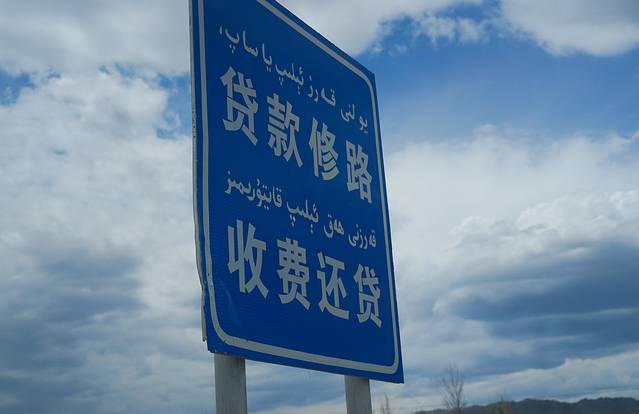 يولنى قەرز ئېلىپ ياساپ،
贷款修路
قەرزنى ھەق ئېلىپ قايتۇرىمىز
收费还贷